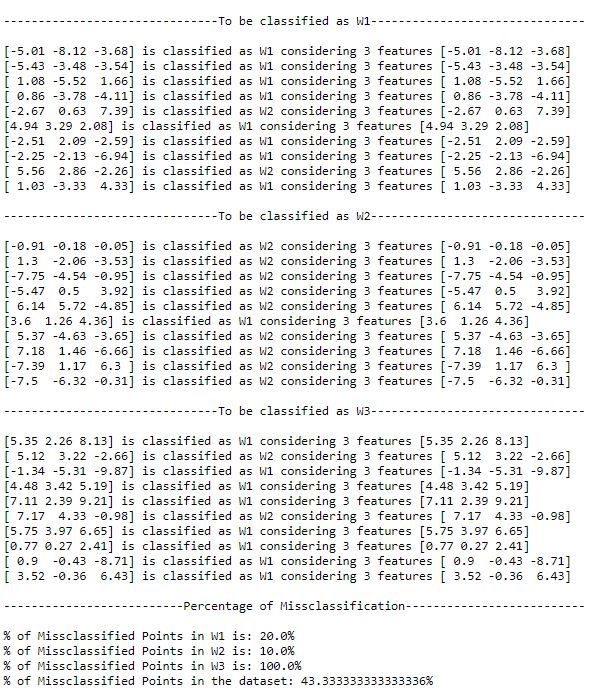 ------------------------------To be classified as W1------------------------------
[-5.01 -8.12 -3.68] is classified as W1 considering 3 features [-5.01 -8.12 -3.68]
[-5.43 -3.48 -3.54] is classified as W1 considering 3 features [-5.43 -3.48 -3.54]
[ 1.08 -5.52  1.66] is classified as W1 considering 3 features [ 1.08 -5.52  1.66]
[ 0.86 -3.78 -4.11] is classified as W1 considering 3 features [ 0.86 -3.78 -4.11]
[-2.67  0.63  7.39] is classified as W2 considering 3 features [-2.67  0.63  7.39]
[4.94 3.29 2.08] is classified as W1 considering 3 features [4.94 3.29 2.08]
[-2.51  2.09 -2.59] is classified as W1 considering 3 features [-2.51  2.09 -2.59]
[-2.25 -2.13 -6.94] is classified as W1 considering 3 features [-2.25 -2.13 -6.94]
[ 5.56  2.86 -2.26] is classified as W2 considering 3 features [ 5.56  2.86 -2.26]
[ 1.03 -3.33  4.33] is classified as W1 considering 3 features [ 1.03 -3.33  4.33]
------------------------------To be classified as W2------------------------------
[-0.91 -0.18 -0.05] is classified as W2 considering 3 features [-0.91 -0.18 -0.05]
[ 1.3  -2.06 -3.53] is classified as W2 considering 3 features [ 1.3  -2.06 -3.53]
[-7.75 -4.54 -0.95] is classified as W2 considering 3 features [-7.75 -4.54 -0.95]
[-5.47  0.5   3.92] is classified as W2 considering 3 features [-5.47  0.5   3.92]
[ 6.14  5.72 -4.85] is classified as W2 considering 3 features [ 6.14  5.72 -4.85]
[3.6  1.26 4.36] is classified as W1 considering 3 features [3.6  1.26 4.36]
[ 5.37 -4.63 -3.65] is classified as W2 considering 3 features [ 5.37 -4.63 -3.65]
[ 7.18  1.46 -6.66] is classified as W2 considering 3 features [ 7.18  1.46 -6.66]
[-7.39  1.17  6.3 ] is classified as W2 considering 3 features [-7.39  1.17  6.3 ]
[-7.5  -6.32 -0.31] is classified as W2 considering 3 features [-7.5  -6.32 -0.31]
------------------------------To be classified as W3------------------------------
[5.35 2.26 8.13] is classified as W1 considering 3 features [5.35 2.26 8.13]
[ 5.12  3.22 -2.66] is classified as W2 considering 3 features [ 5.12  3.22 -2.66]
[-1.34 -5.31 -9.87] is classified as W1 considering 3 features [-1.34 -5.31 -9.87]
[4.48 3.42 5.19] is classified as W1 considering 3 features [4.48 3.42 5.19]
[7.11 2.39 9.21] is classified as W1 considering 3 features [7.11 2.39 9.21]
[ 7.17  4.33 -0.98] is classified as W2 considering 3 features [ 7.17  4.33 -0.98]
[5.75 3.97 6.65] is classified as W1 considering 3 features [5.75 3.97 6.65]
[0.77 0.27 2.41] is classified as W1 considering 3 features [0.77 0.27 2.41]
[ 0.9  -0.43 -8.71] is classified as W1 considering 3 features [ 0.9  -0.43 -8.71]
[ 3.52 -0.36  6.43] is classified as W1 considering 3 features [ 3.52 -0.36  6.43]
-------------------------Percentage of Missclassification-------------------------
% of Missclassified Points in W1 is: 20.0%
% of Missclassified Points in W2 is: 10.0%
% of Missclassified Points in W3 is: 100.0%
% of Missclassified Points in the dataset: 43.333333333333336%